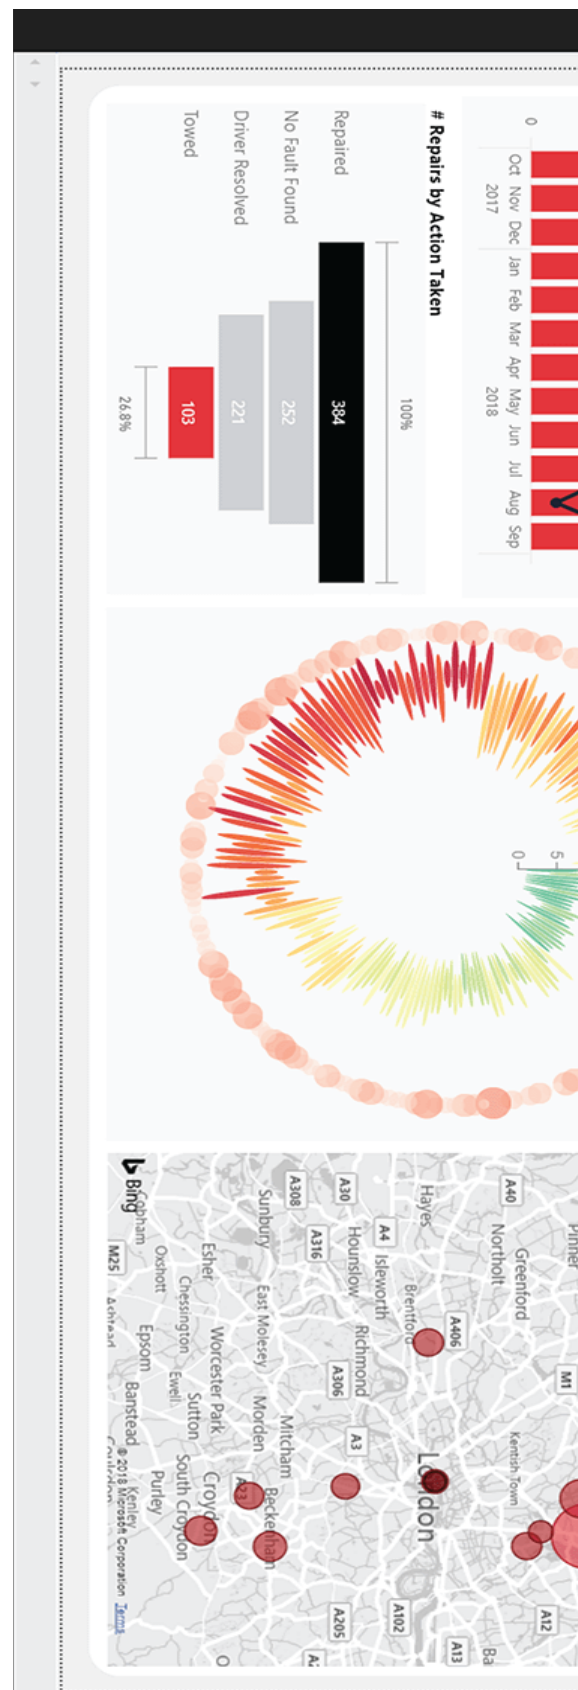 0
Oct Nov Dec Jan Feb Mar Apr May Jun Jul Aug Sep
2017 2018
# Repairs by Action Taken
100%
Repaired 384
No Fault Found 252
Driver Resolved 221
Towed 103
26.8%
0 5
Pinner
M1
A12
Kentish Town
Greenford
Northolt
A40
A406
A13
Hayes
Brentford
London
A102
A4
Isleworth
Hounslow
Richmond
A30
A3
A306
A205
A316
A308
Mitcham
Beckenham
Sunbury
East Molesey
Morden
A23
Esher
Worcester Park
Croydon
Chessington
Sutton
South Croydon
Oxshott
Ewell
Purley
Cobham
Epsom
Banstead
Kenley
Bing
M25
Ashtead
© 2018 Microsoft Corporation Terms